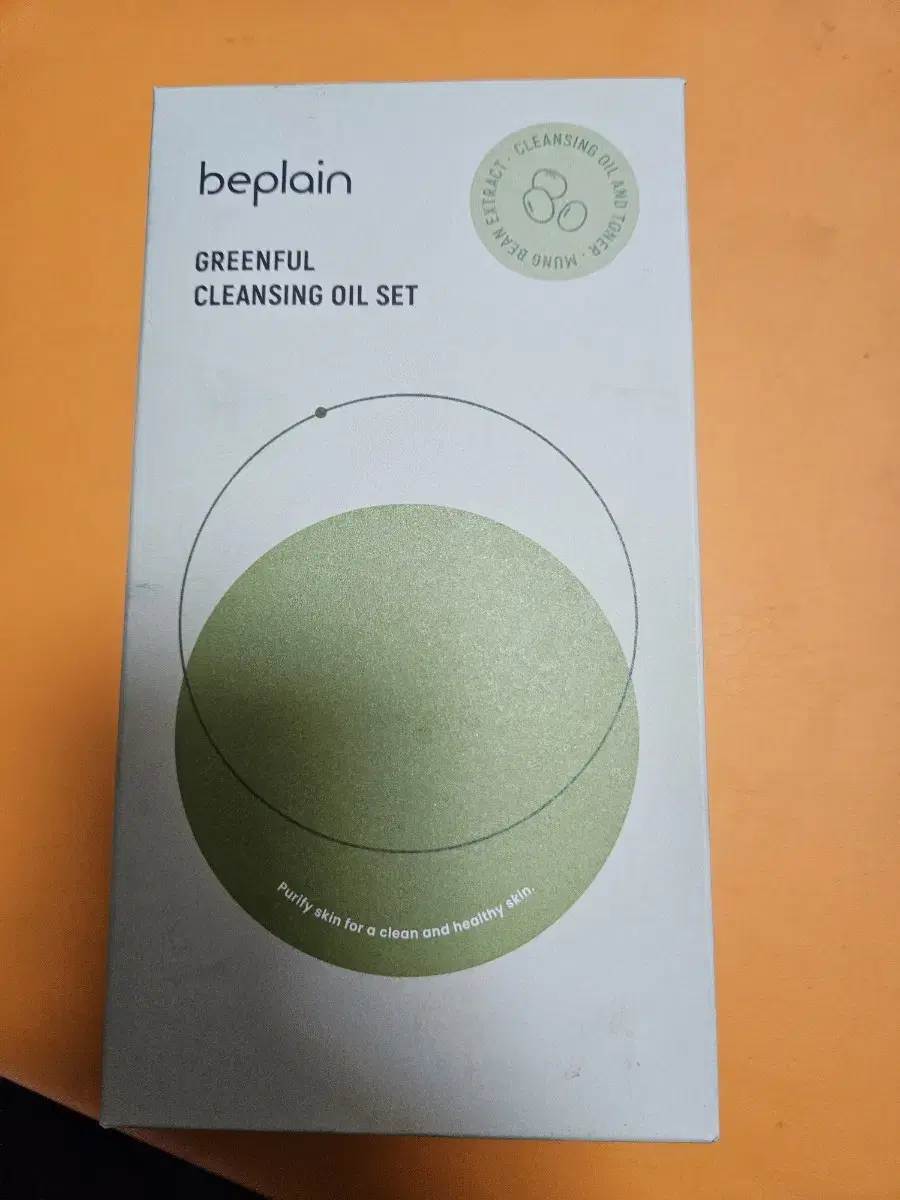 beplain
GREENFUL
CLEANSING OIL SET
CLEANSING OIL AND TONER · MUNG BEAN EXTRACT ·
Purify skin for a clean and healthy skin.